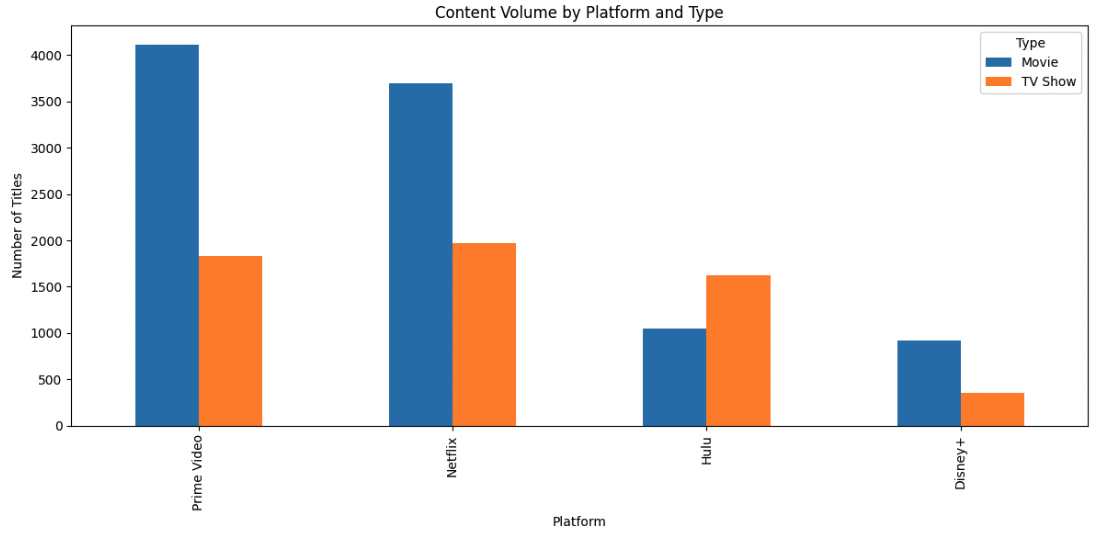 Content Volume by Platform and Type
Type
Movie
TV Show
Number of Titles
4000
3500
3000
2500
2000
1500
1000
500
0
Prime Video
Netflix
Hulu
Disney+
Platform